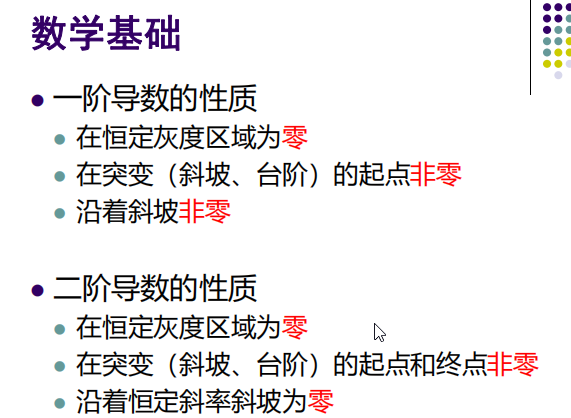 数学基础
一阶导数的性质
在恒定灰度区域为零
在突变（斜坡、台阶）的起点非零
沿着斜坡非零
二阶导数的性质
在恒定灰度区域为零
在突变（斜坡、台阶）的起点和终点非零
沿着恒定斜率斜坡为零